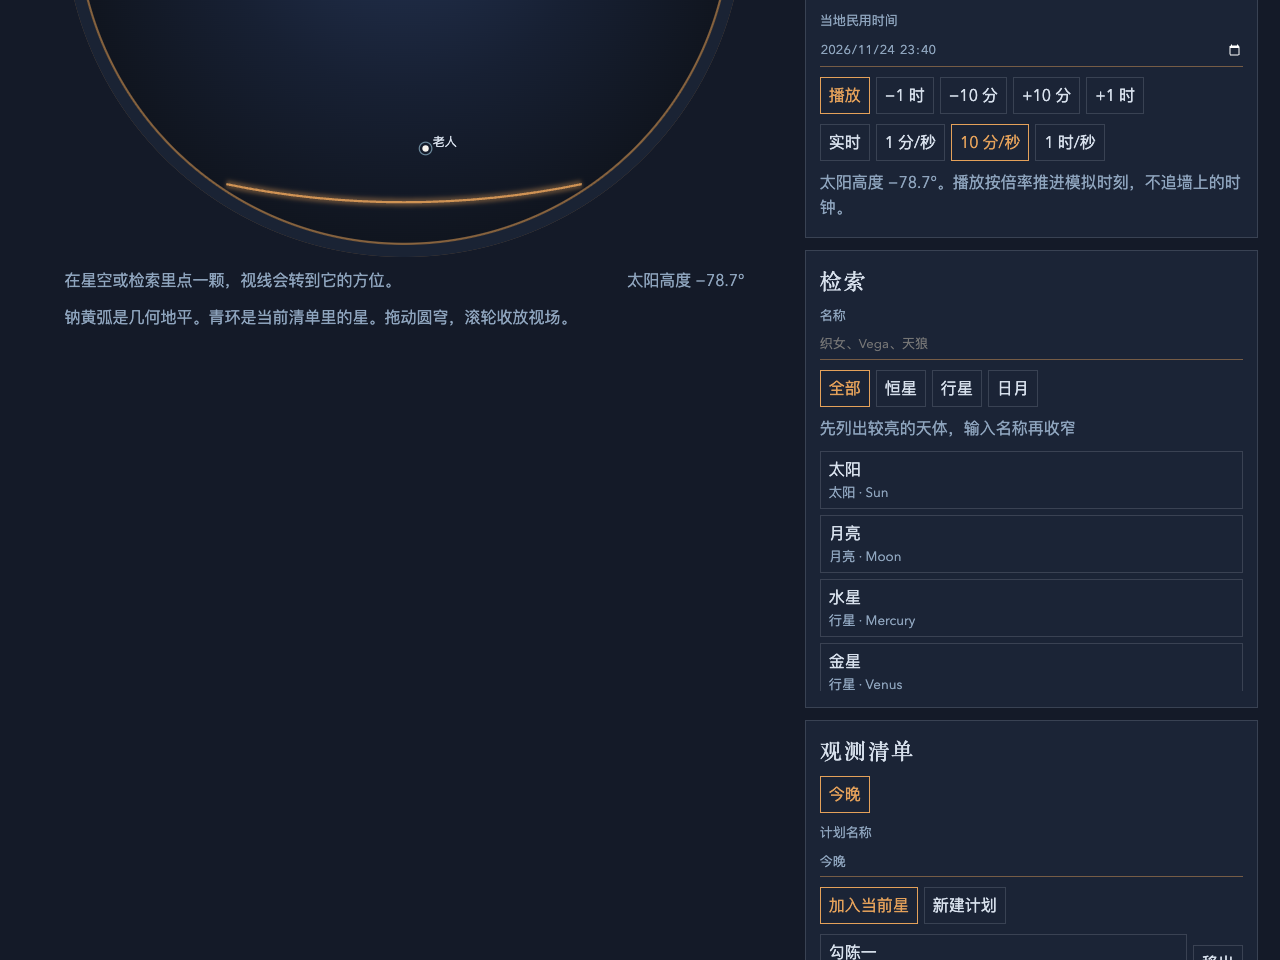 老人
在星空或检索里点一颗，视线会转到它的方位。
太阳高度 −78.7°
钠黄弧是几何地平。青环是当前清单里的星。拖动圆穹，滚轮收放视场。
当地民用时间
2026/11/24 23:40
播放
−1 时
−10 分
+10 分
+1 时
实时
1 分/秒
10 分/秒
1 时/秒
太阳高度 −78.7°。播放按倍率推进模拟时刻，不追墙上的时
钟。
检索
名称
织女、Vega、天狼
全部
恒星
行星
日月
先列出较亮的天体，输入名称再收窄
太阳
太阳 · Sun
月亮
月亮 · Moon
水星
行星 · Mercury
金星
行星 · Venus
观测清单
今晚
计划名称
今晚
加入当前星
新建计划
勾陈一